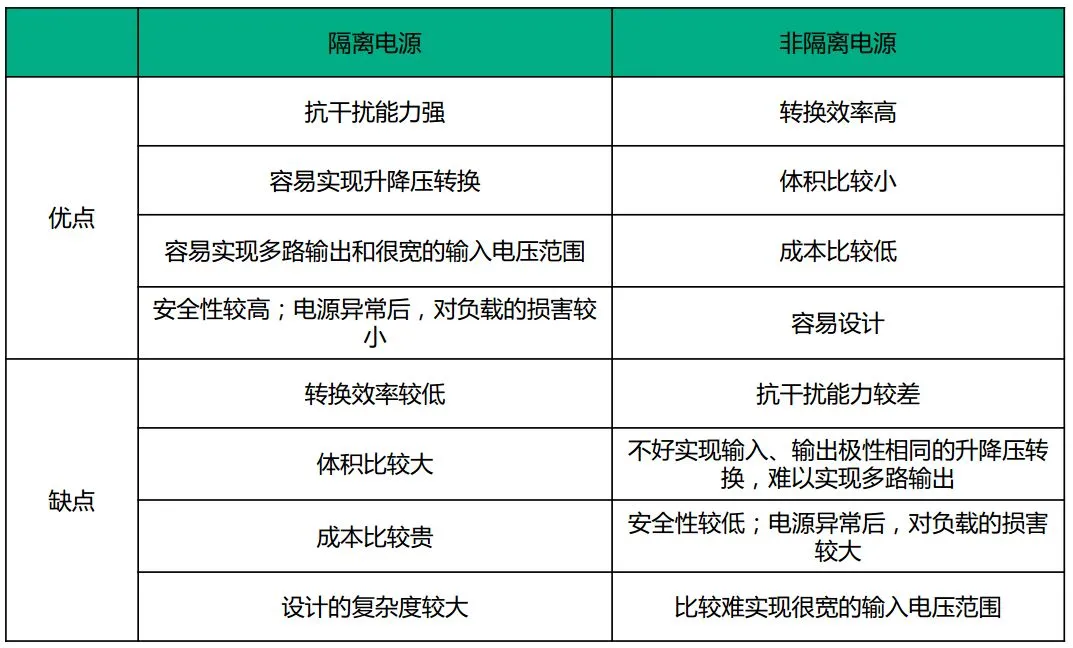 隔离电源
非隔离电源
优点
抗干扰能力强
转换效率高
容易实现升降压转换
体积比较小
容易实现多路输出和很宽的输入电压范围
成本比较低
安全性较高；电源异常后，对负载的损害较
小
容易设计
缺点
转换效率较低
抗干扰能力较差
体积比较大
不好实现输入、输出极性相同的升降压转
换，难以实现多路输出
成本比较贵
安全性较低；电源异常后，对负载的损害
较大
设计的复杂度较大
比较难实现很宽的输入电压范围